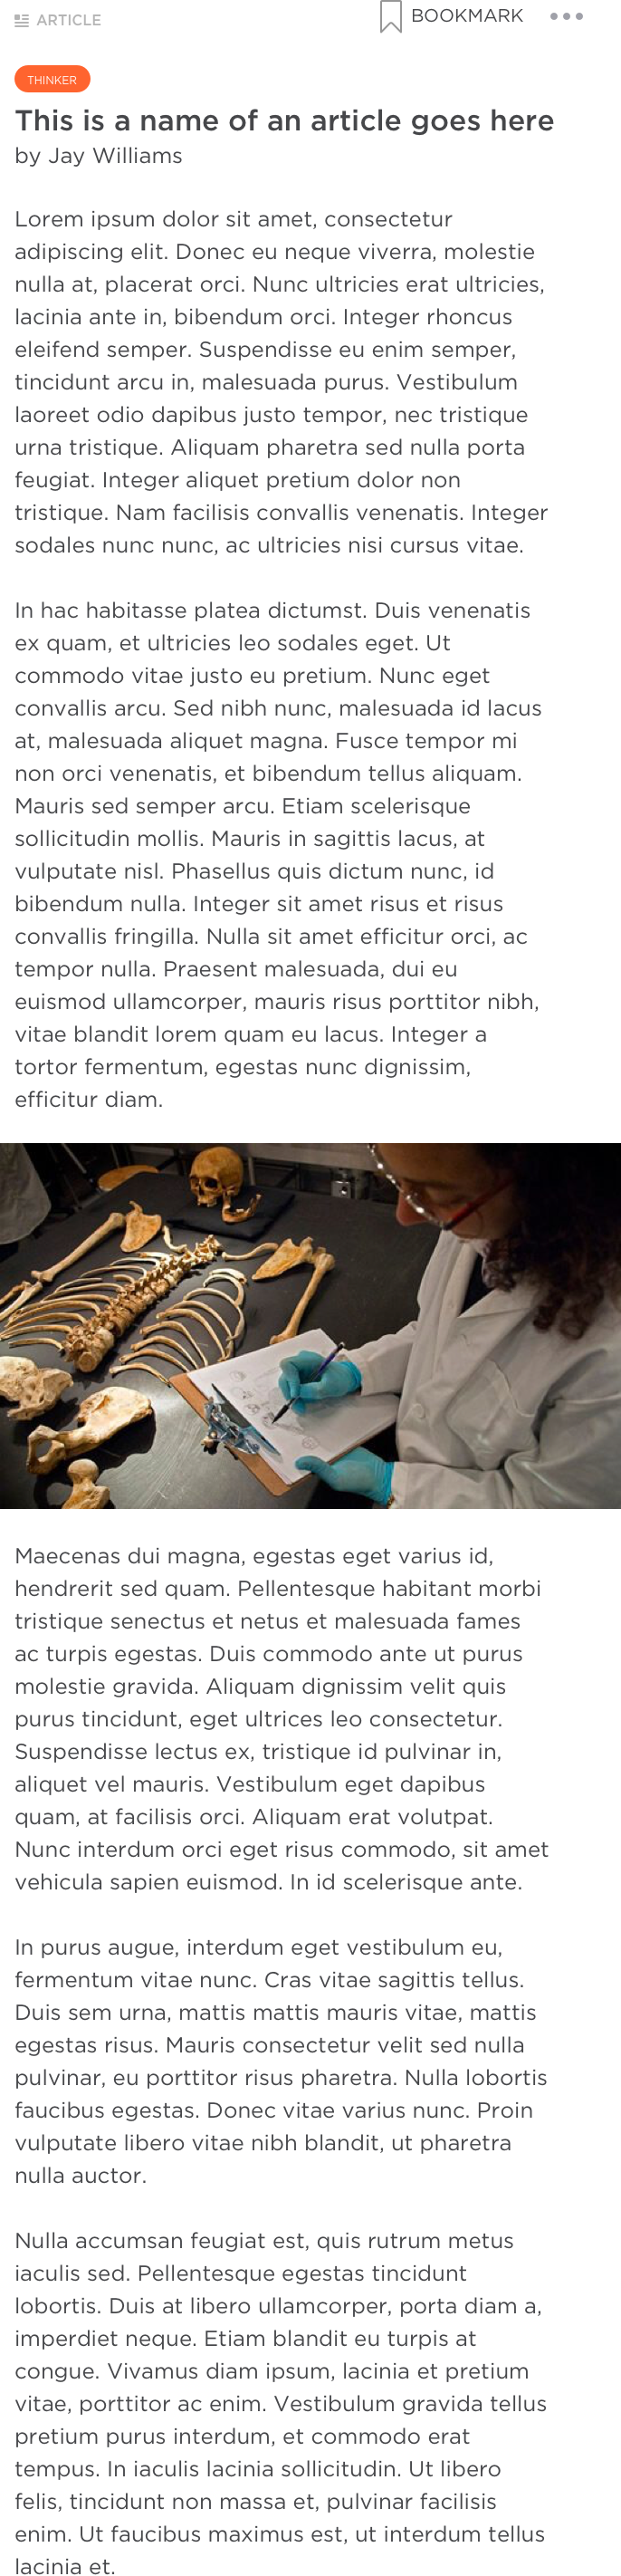 ARTICLE
BOOKMARK
THINKER
This is a name of an article goes here
by Jay Williams
Lorem ipsum dolor sit amet, consectetur
adipiscing elit. Donec eu neque viverra, molestie
nulla at, placerat orci. Nunc ultricies erat ultricies,
lacinia ante in, bibendum orci. Integer rhoncus
eleifend semper. Suspendisse eu enim semper,
tincidunt arcu in, malesuada purus. Vestibulum
laoreet odio dapibus justo tempor, nec tristique
urna tristique. Aliquam pharetra sed nulla porta
feugiat. Integer aliquet pretium dolor non
tristique. Nam facilisis convallis venenatis. Integer
sodales nunc nunc, ac ultricies nisi cursus vitae.
In hac habitasse platea dictumst. Duis venenatis
ex quam, et ultricies leo sodales eget. Ut
commodo vitae justo eu pretium. Nunc eget
convallis arcu. Sed nibh nunc, malesuada id lacus
at, malesuada aliquet magna. Fusce tempor mi
non orci venenatis, et bibendum tellus aliquam.
Mauris sed semper arcu. Etiam scelerisque
sollicitudin mollis. Mauris in sagittis lacus, at
vulputate nisl. Phasellus quis dictum nunc, id
bibendum nulla. Integer sit amet risus et risus
convallis fringilla. Nulla sit amet efficitur orci, ac
tempor nulla. Praesent malesuada, dui eu
euismod ullamcorper, mauris risus porttitor nibh,
vitae blandit lorem quam eu lacus. Integer a
tortor fermentum, egestas nunc dignissim,
efficitur diam.
Maecenas dui magna, egestas eget varius id,
hendrerit sed quam. Pellentesque habitant morbi
tristique senectus et netus et malesuada fames
ac turpis egestas. Duis commodo ante ut purus
molestie gravida. Aliquam dignissim velit quis
purus tincidunt, eget ultrices leo consectetur.
Suspendisse lectus ex, tristique id pulvinar in,
aliquet vel mauris. Vestibulum eget dapibus
quam, at facilisis orci. Aliquam erat volutpat.
Nunc interdum orci eget risus commodo, sit amet
vehicula sapien euismod. In id scelerisque ante.
In purus augue, interdum eget vestibulum eu,
fermentum vitae nunc. Cras vitae sagittis tellus.
Duis sem urna, mattis mattis mauris vitae, mattis
egestas risus. Mauris consectetur velit sed nulla
pulvinar, eu porttitor risus pharetra. Nulla lobortis
faucibus egestas. Donec vitae varius nunc. Proin
vulputate libero vitae nibh blandit, ut pharetra
nulla auctor.
Nulla accumsan feugiat est, quis rutrum metus
iaculis sed. Pellentesque egestas tincidunt
lobortis. Duis at libero ullamcorper, porta diam a,
imperdiet neque. Etiam blandit eu turpis at
congue. Vivamus diam ipsum, lacinia et pretium
vitae, porttitor ac enim. Vestibulum gravida tellus
pretium purus interdum, et commodo erat
tempus. In iaculis lacinia sollicitudin. Ut libero
felis, tincidunt non massa et, pulvinar facilisis
enim. Ut faucibus maximus est, ut interdum tellus
lacinia et.